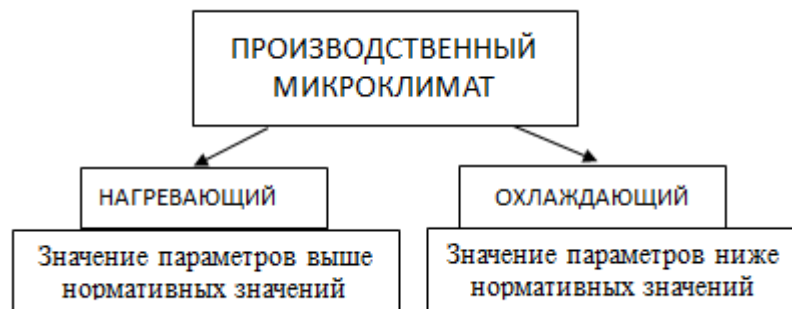 ПРОИЗВОДСТВЕННЫЙ
МИКРОКЛИМАТ
НАГРЕВАЮЩИЙ
Значение параметров выше
нормативных значений
ОХЛАЖДАЮЩИЙ
Значение параметров ниже
нормативных значений